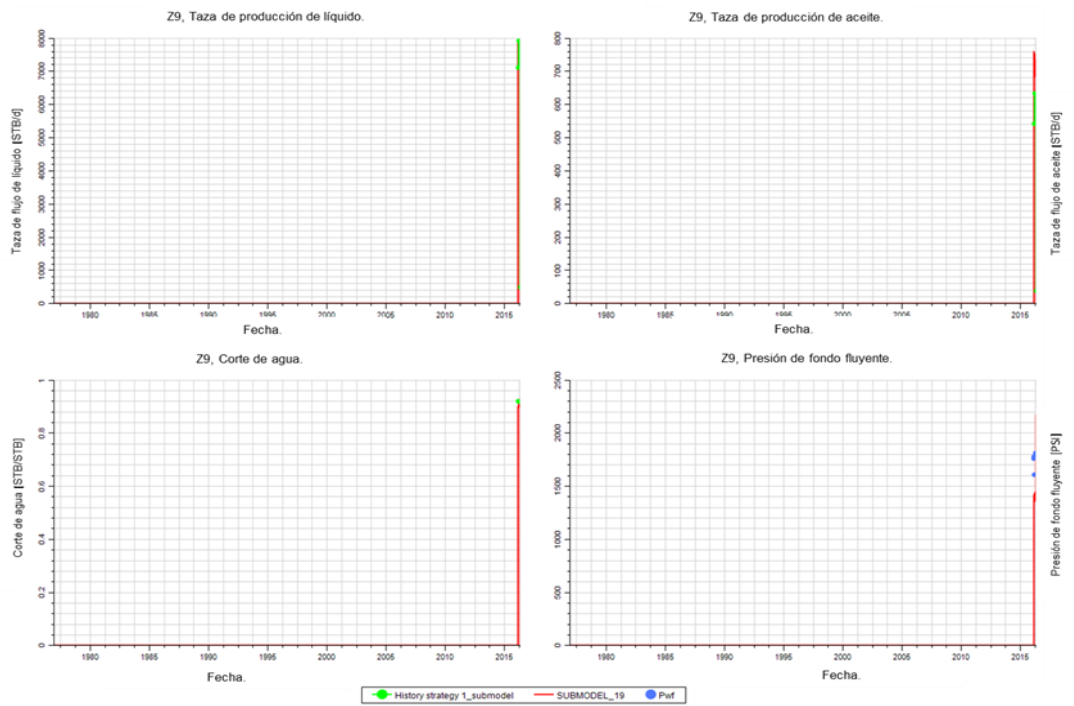 Z9, Taza de producción de líquido.
Taza de flujo de líquido [STB/d]
8000
7000
6000
5000
4000
3000
2000
1000
0
1980 1985 1990 1995 2000 2005 2010 2015
Fecha.
Z9, Taza de producción de aceite.
800
700
600
500
400
300
200
100
0
Taza de flujo de aceite [STB/d]
1980 1985 1990 1995 2000 2005 2010 2015
Fecha.
Z9, Corte de agua.
Corte de agua [STB/STB]
1
0.8
0.6
0.4
0.2
0
1980 1985 1990 1995 2000 2005 2010 2015
Fecha.
Z9, Presión de fondo fluyente.
2500
2000
1500
1000
500
0
Presión de fondo fluyente [PSI]
1980 1985 1990 1995 2000 2005 2010 2015
Fecha.
History strategy 1_submodel SUBMODEL_19 Pwf